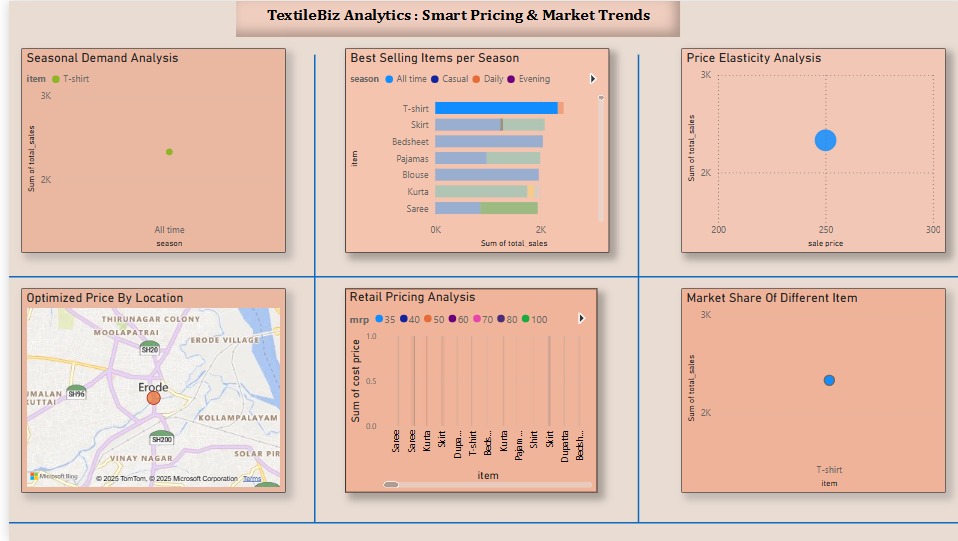 TextileBiz Analytics : Smart Pricing & Market Trends
Seasonal Demand Analysis
item T-shirt
3K
2K
Sum of total_sales
All time
season
Best Selling Items per Season
season All time Casual Daily Evening
T-shirt
Skirt
Bedsheet
Pajamas
Blouse
Kurta
Saree
item
0K 2K
Sum of total_sales
Price Elasticity Analysis
3K
2K
Sum of total_sales
200 250 300
sale price
Optimized Price By Location
THIRUNAGAR COLONY
MOOLAPATRAI
SH20
ERODE VILLAGE
Erode
UMALAN
KUTTAI
SH96
KOLLAMPALAYAM
SH200
VINAY NAGAR
SOLAR PIR
Microsoft Bing
© 2025 TomTom, © 2025 Microsoft Corporation Terms
Retail Pricing Analysis
mrp 35 40 50 60 70 80 100
1.0
0.5
0.0
Sum of cost price
Saree
Saree
Kurta
Skirt
Dupa...
T-shirt
Beds...
Kurta
Pajam...
Shirt
Skirt
Dupatta
Bedsh...
item
Market Share Of Different Item
3K
2K
Sum of total_sales
T-shirt
item